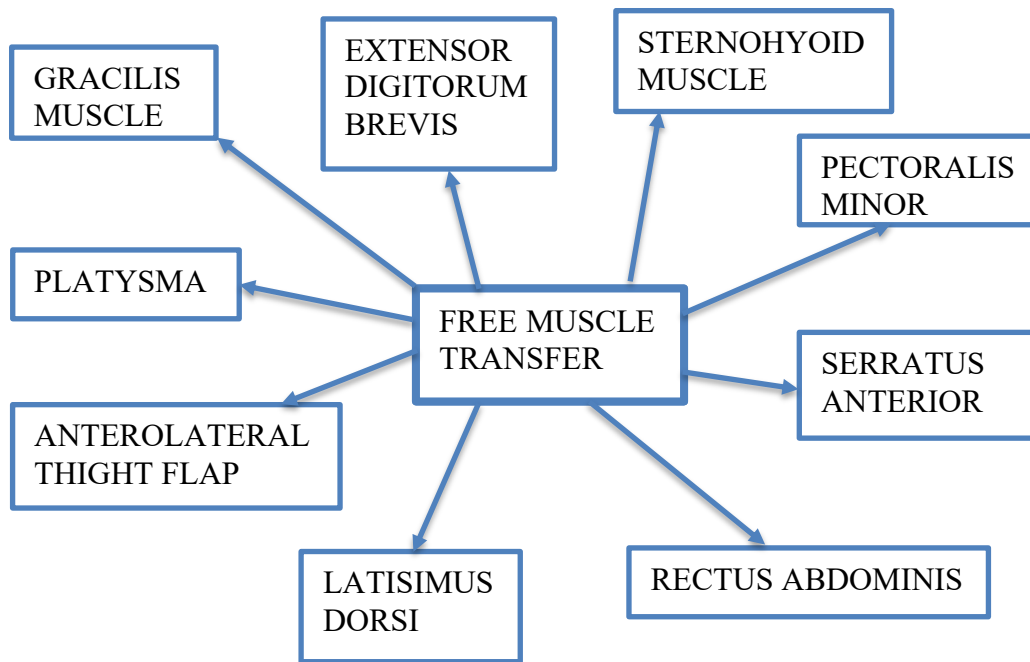 GRACILIS
MUSCLE
EXTENSOR
DIGITORUM
BREVIS
STERNOHYOID
MUSCLE
PECTORALIS
MINOR
PLATYSMA
FREE MUSCLE
TRANSFER
SERRATUS
ANTERIOR
ANTEROLATERAL
THIGHT FLAP
LATISIMUS
DORSI
RECTUS ABDOMINIS